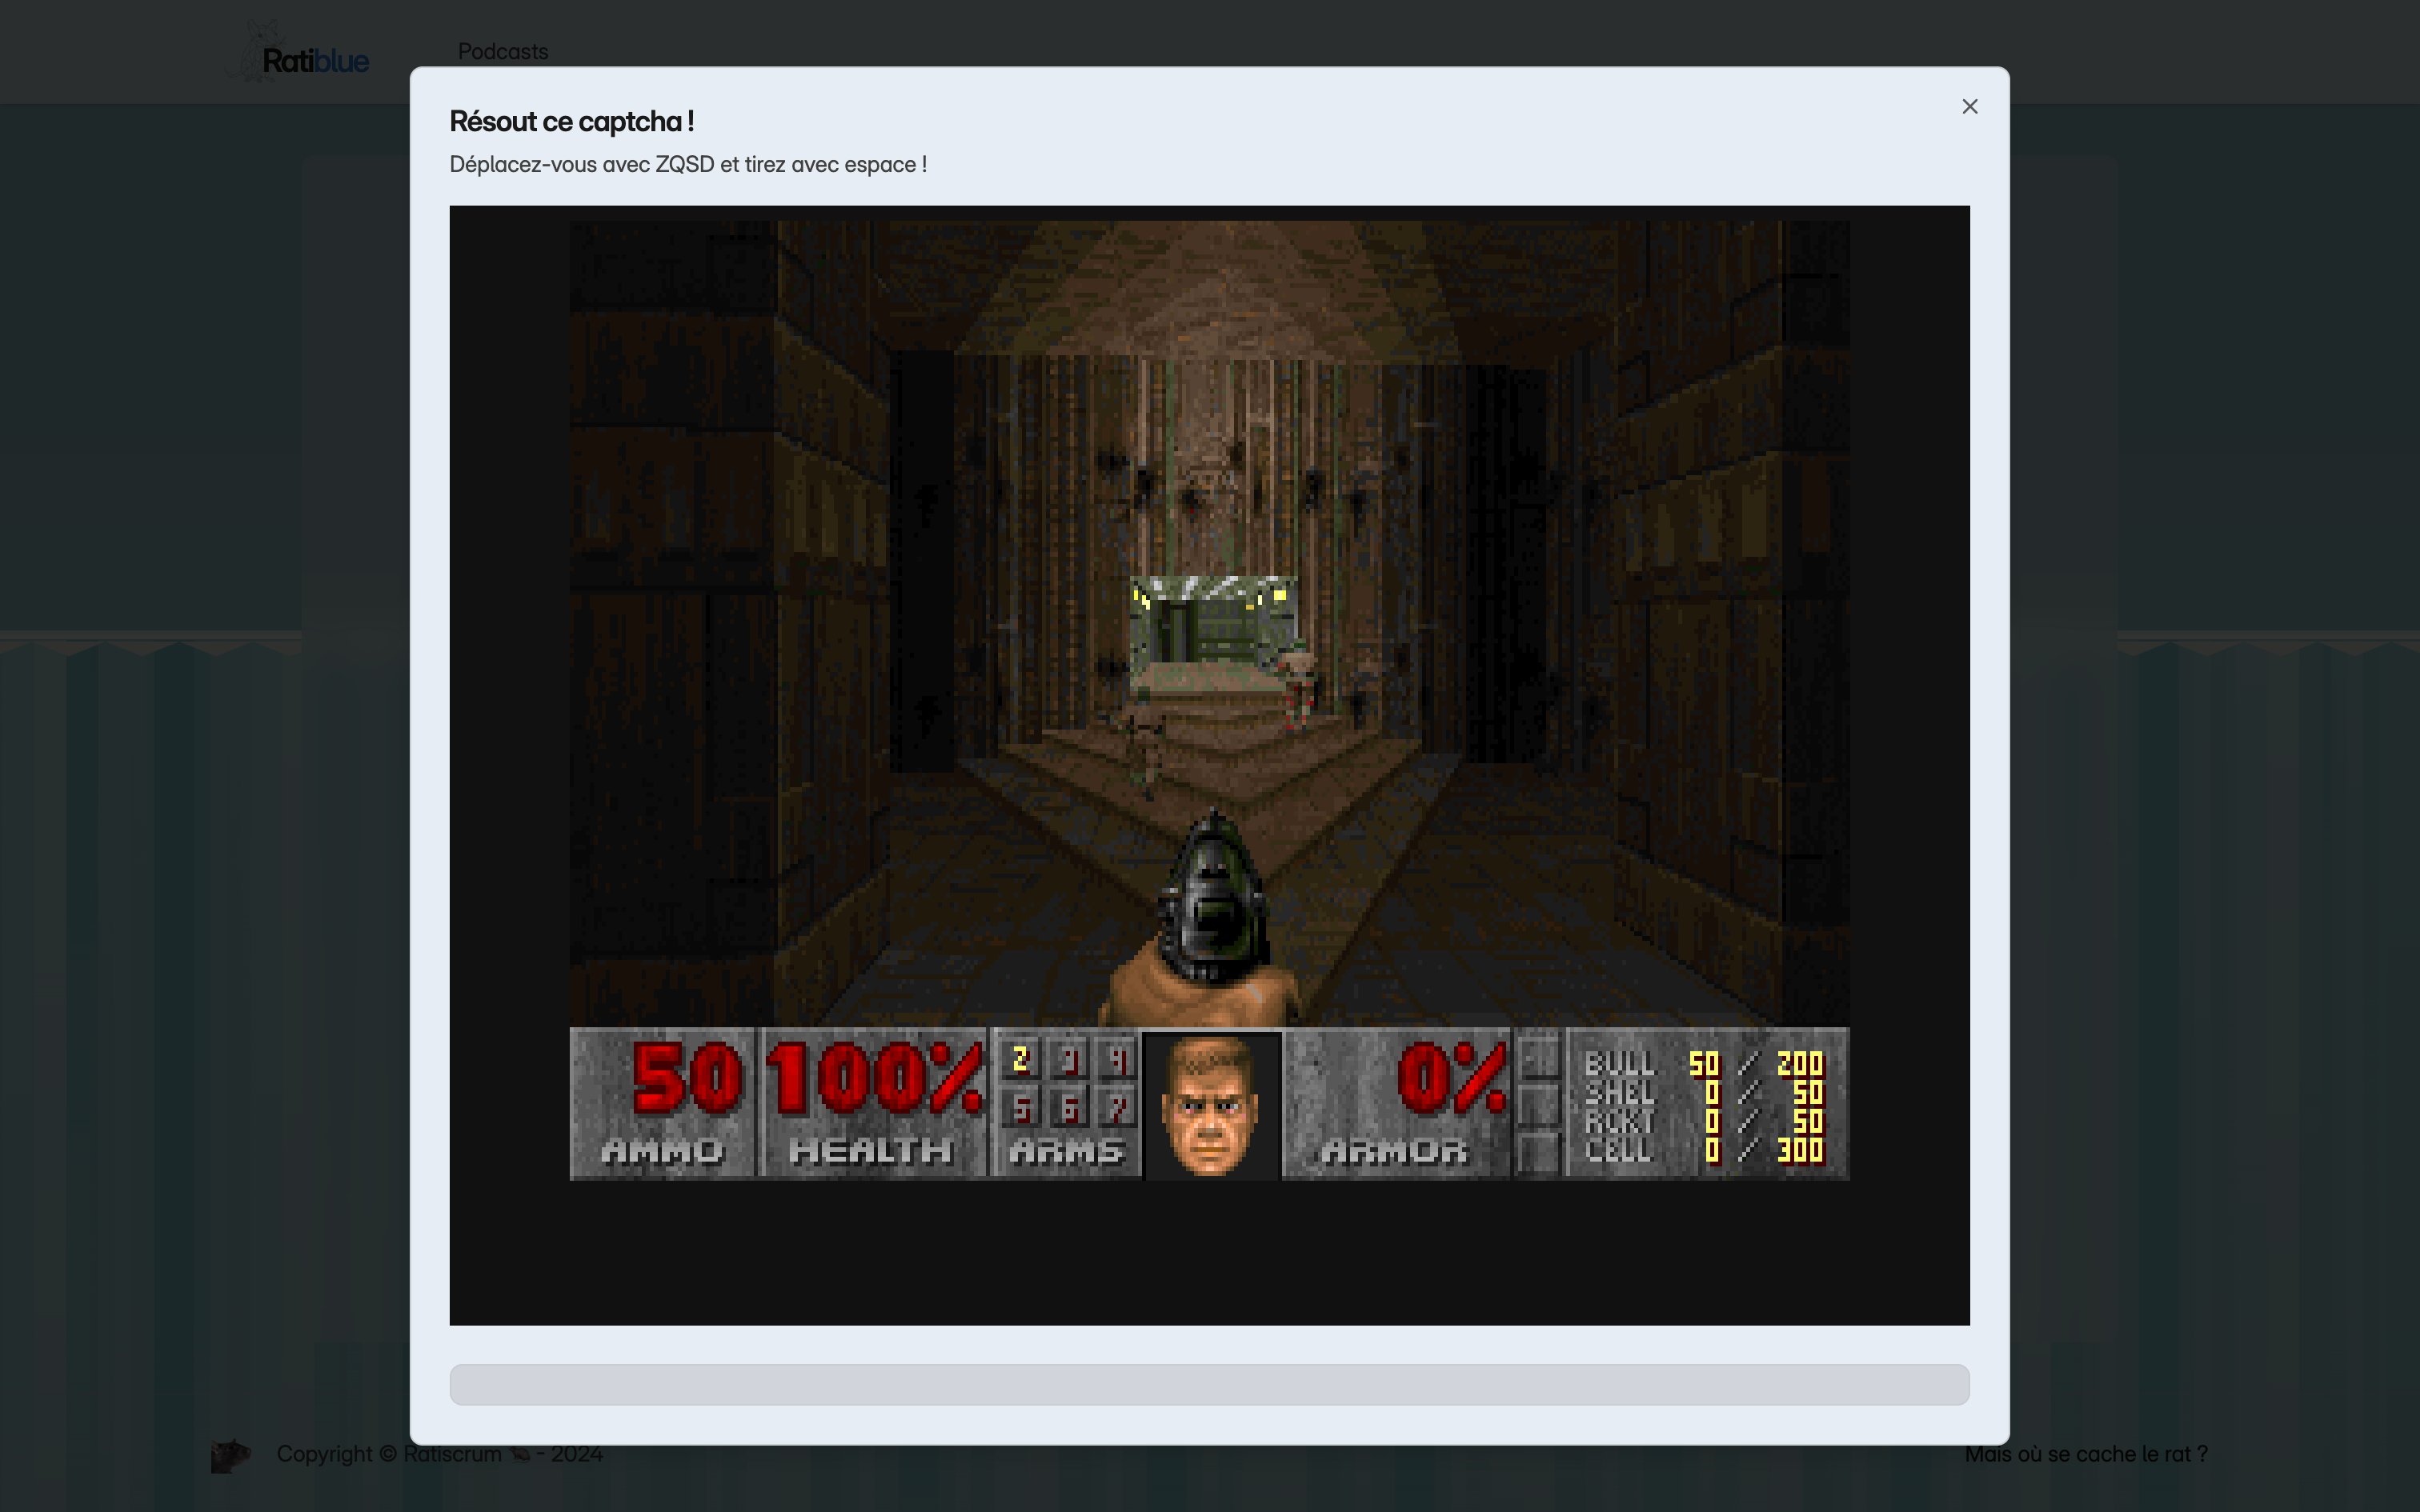 Ratiblue
Podcasts
Résout ce captcha !
Déplacez-vous avec ZQSD et tirez avec espace !
50 100% 2 3 4 0% BULL 50 / 200
SHEL 0 / 50
5 6 7 RCKT 0 / 50
AMMO HEALTH ARMS ARMOR CELL 0 / 300
Copyright © Ratiscrum 🐀 - 2024
Mais où se cache le rat ?